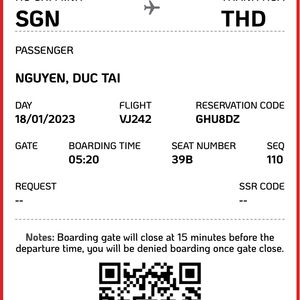 SGN THD
PASSENGER
NGUYEN, DUC TAI
DAY FLIGHT RESERVATION CODE
18/01/2023 VJ242 GHU8DZ
GATE BOARDING TIME SEAT NUMBER SEQ
05:20 39B 110
REQUEST SSR CODE
-- --
Notes: Boarding gate will close at 15 minutes before the
departure time, you will be denied boarding once gate close.